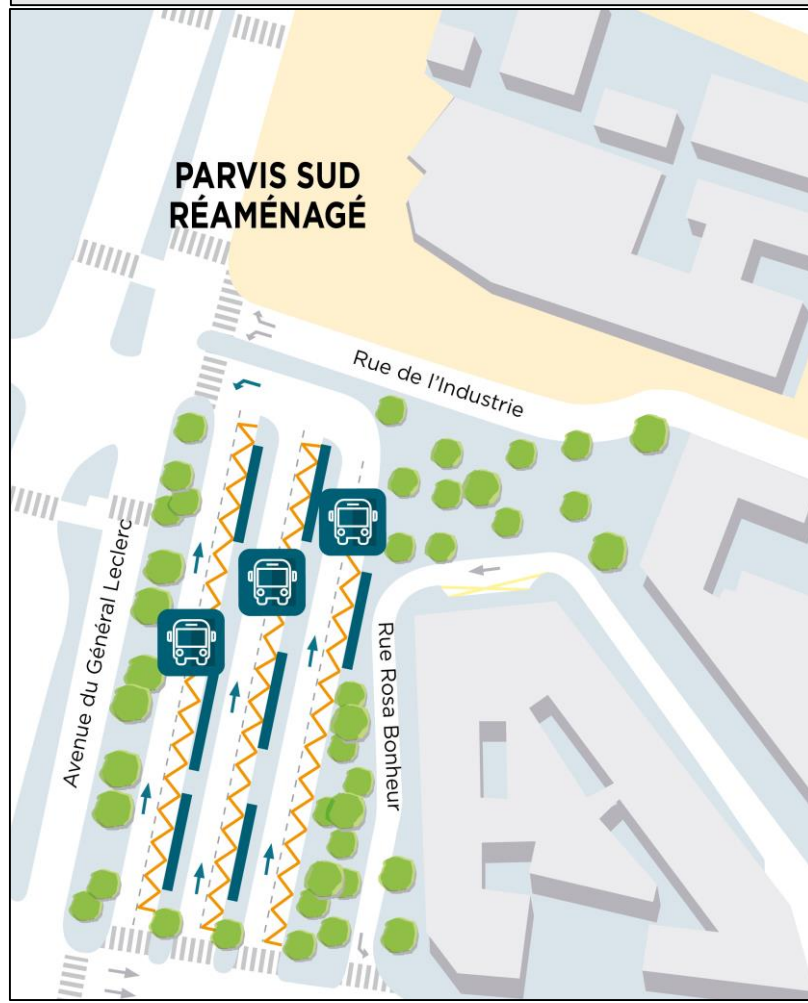 PARVIS SUD
RÉAMÉNAGÉ
Rue de l'Industrie
Avenue du Général Leclerc
Rue Rosa Bonheur